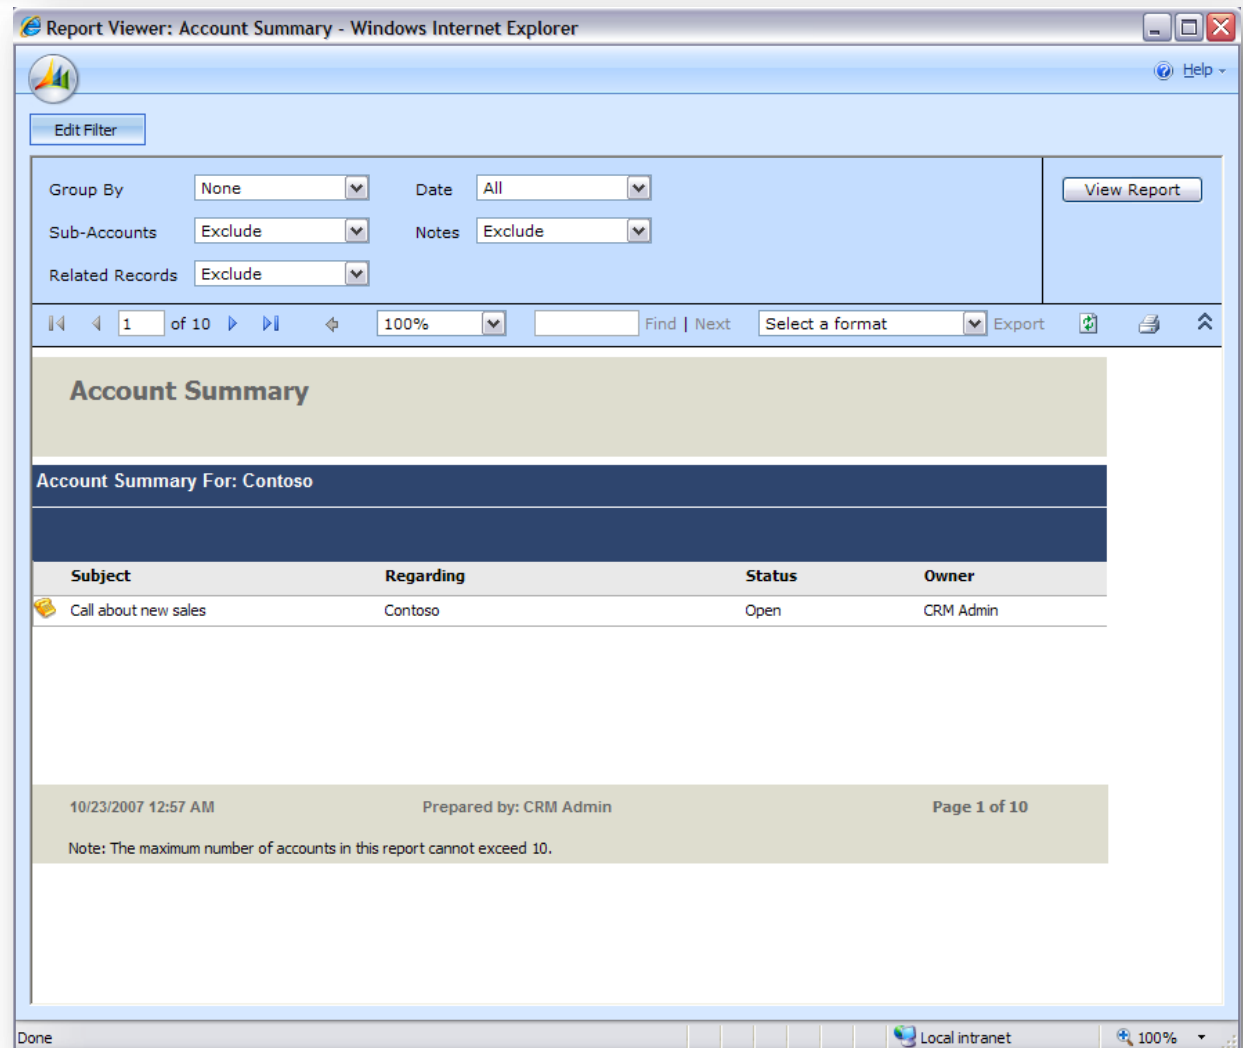 Report Viewer: Account Summary - Windows Internet Explorer
Help
Edit Filter
Group By None Date All View Report
Sub-Accounts Exclude Notes Exclude
Related Records Exclude
1 of 10 100% Find | Next Select a format Export
Account Summary
Account Summary For: Contoso
Subject Regarding Status Owner
Call about new sales Contoso Open CRM Admin
10/23/2007 12:57 AM Prepared by: CRM Admin Page 1 of 10
Note: The maximum number of accounts in this report cannot exceed 10.
Done Local intranet 100%